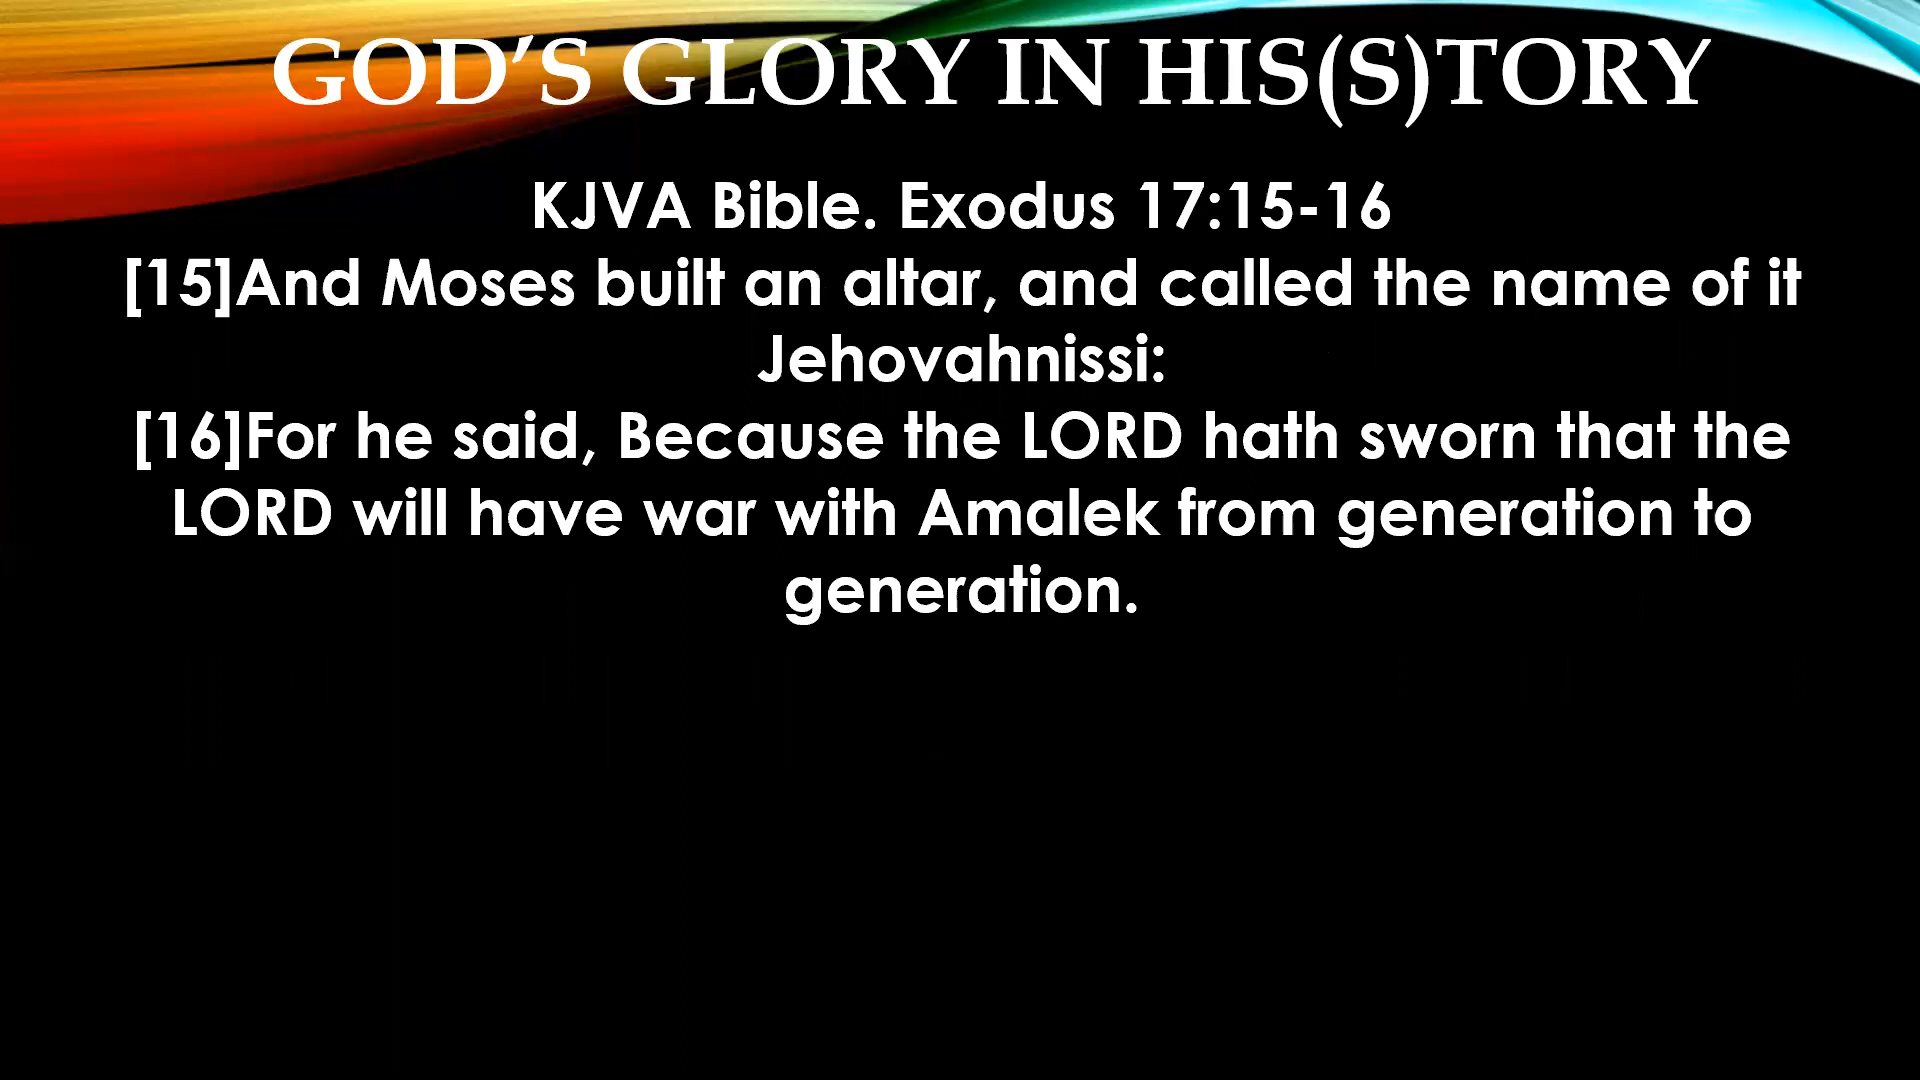 GOD’S GLORY IN HIS(S)TORY
KJVA Bible. Exodus 17:15-16
[15]And Moses built an altar, and called the name of it
Jehovahnissi:
[16]For he said, Because the LORD hath sworn that the
LORD will have war with Amalek from generation to
generation.